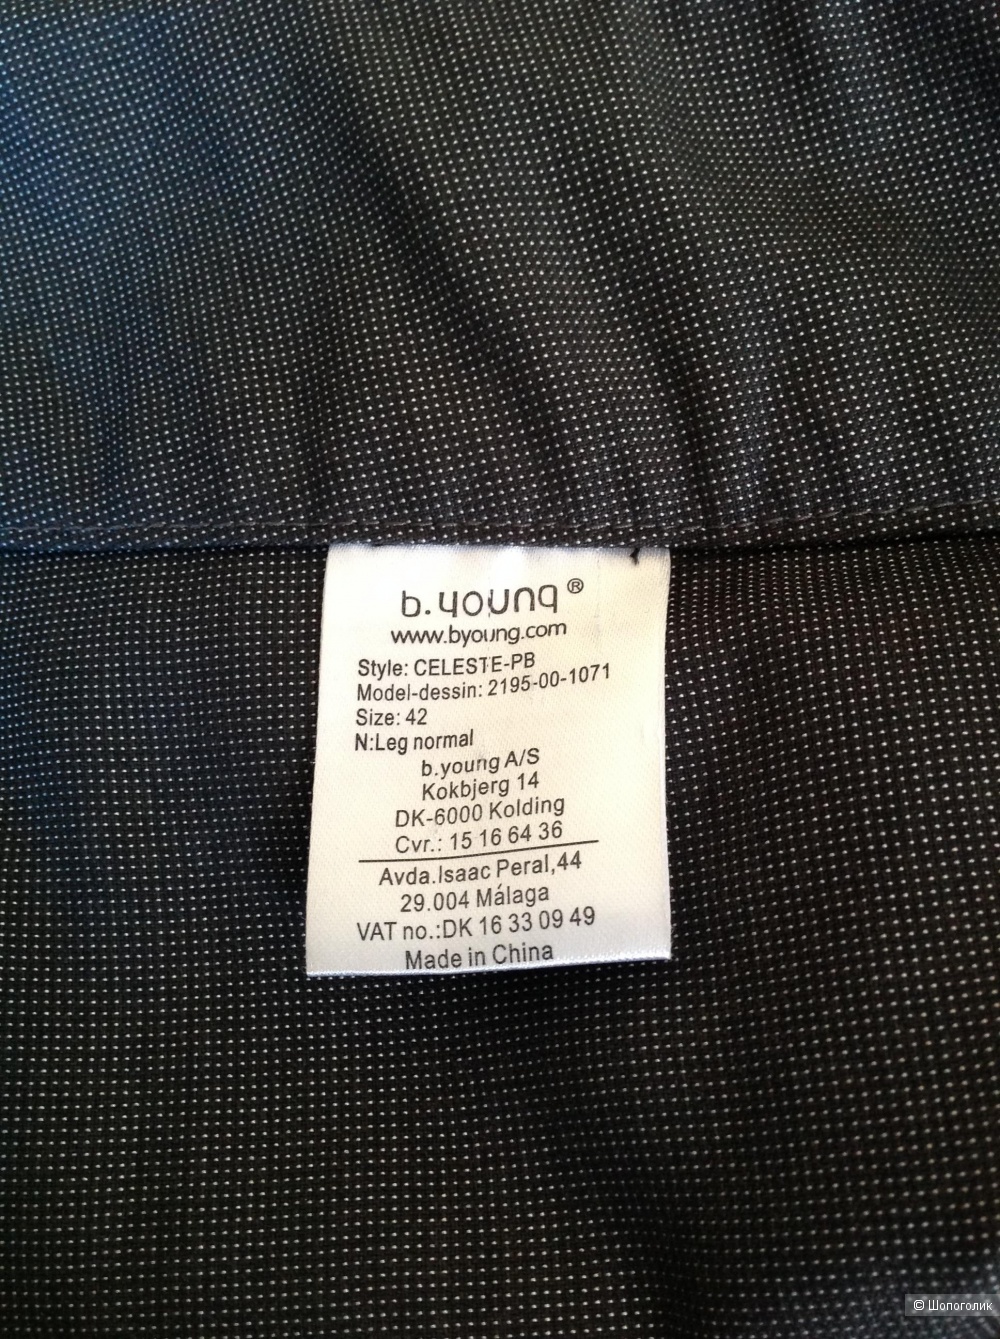 b.young®
www.byoung.com
Style: CELESTE-PB
Model-dessin: 2195-00-1071
Size: 42
N:Leg normal
b.young A/S
Kokbjerg 14
DK-6000 Kolding
Cvr.: 15 16 64 36
Avda.Isaac Peral,44
29.004 Málaga
VAT no.:DK 16 33 09 49
Made in China
© Шопоголик